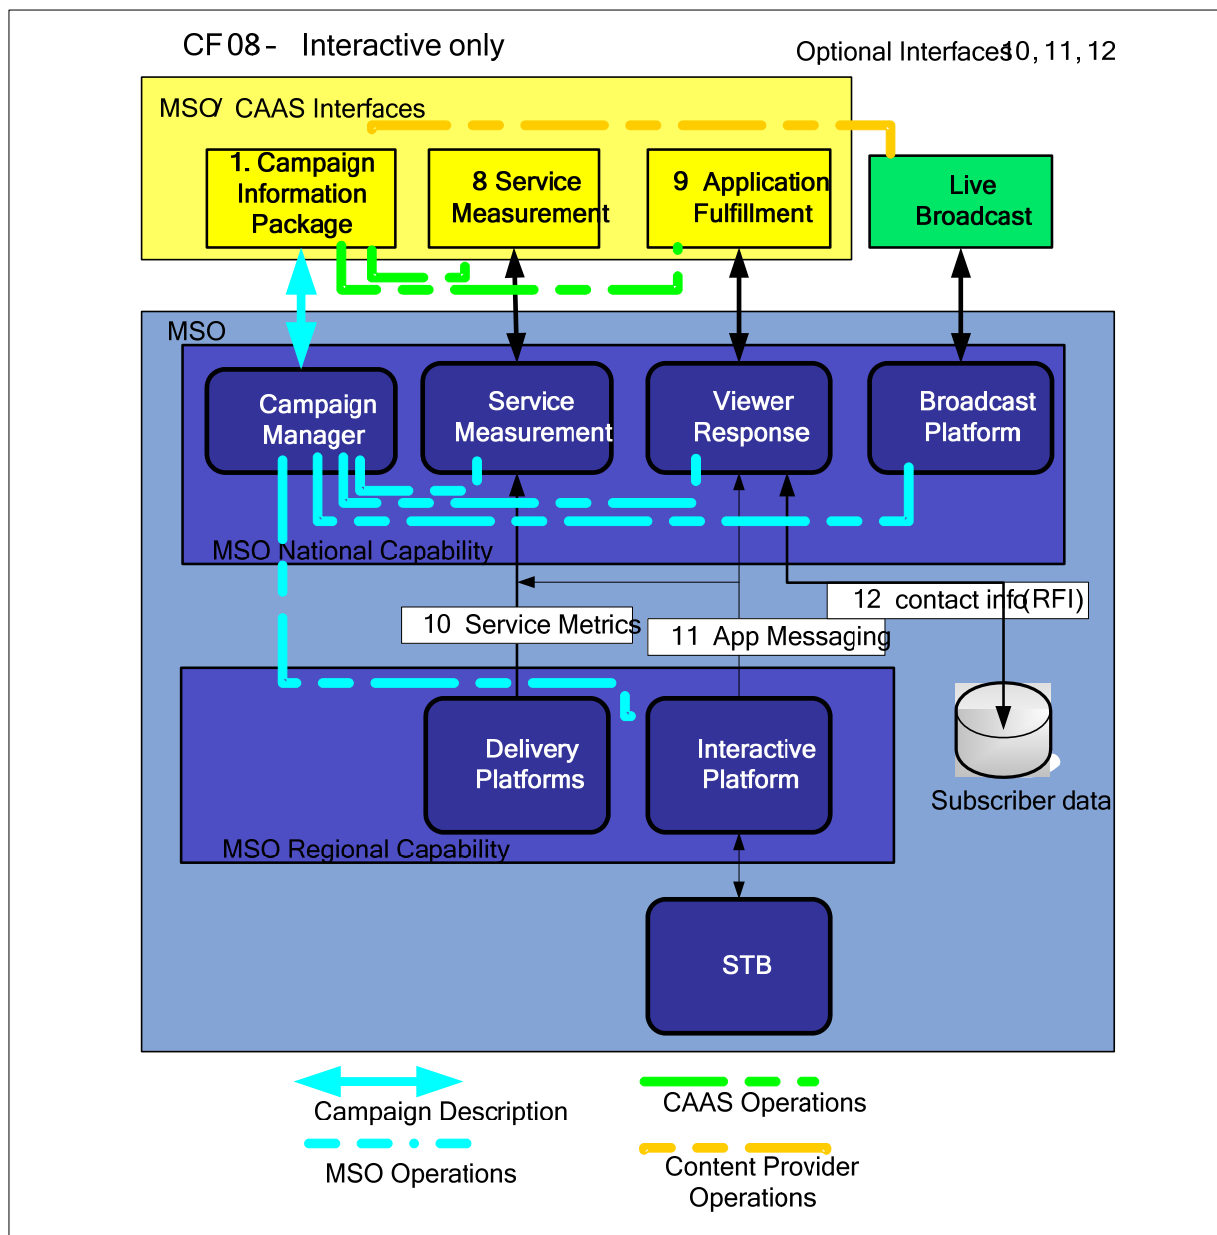 CF08- Interactive only
Optional Interfaces 10, 11, 12
MSO/ CAAS Interfaces
1. Campaign
Information
Package
8 Service
Measurement
9 Application
Fulfillment
Live
Broadcast
MSO
Campaign
Manager
Service
Measurement
Viewer
Response
Broadcast
Platform
MSO National Capability
12 contact info (RFI)
10 Service Metrics
11 App Messaging
Delivery
Platforms
Interactive
Platform
Subscriber data
MSO Regional Capability
STB
Campaign Description
CAAS Operations
MSO Operations
Content Provider
Operations